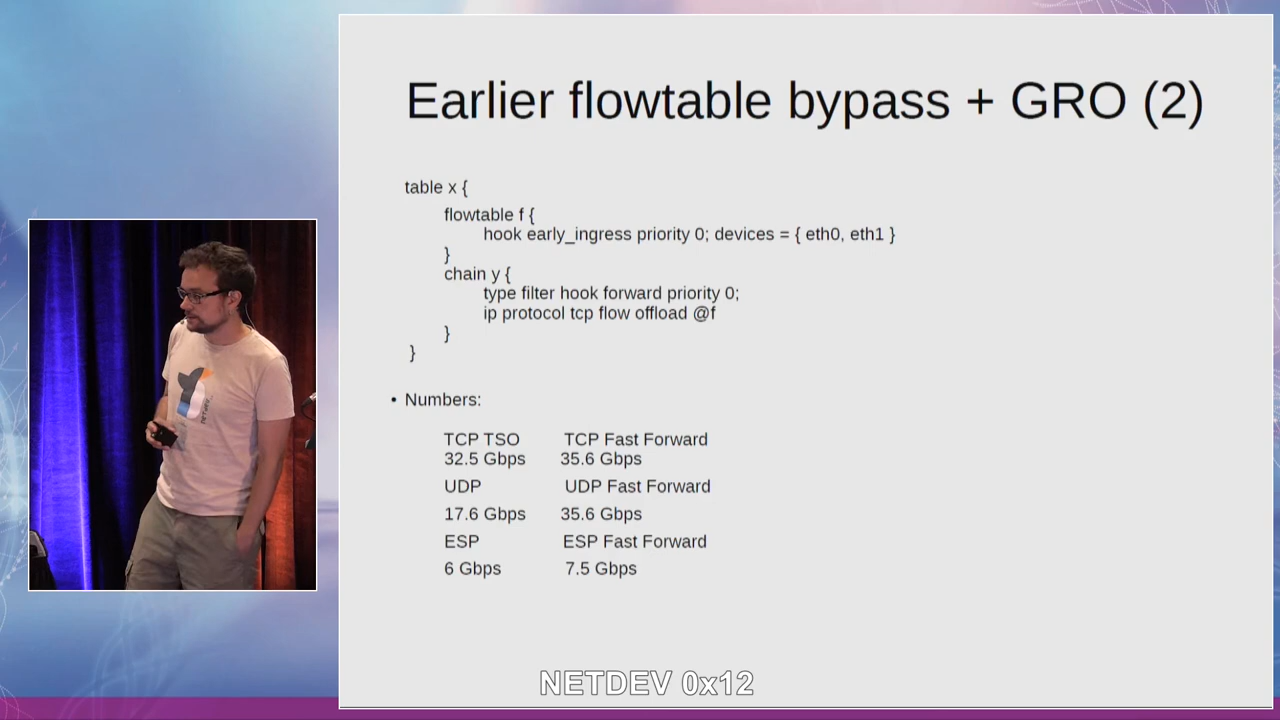 Earlier flowtable bypass + GRO (2)
table x {
flowtable f {
hook early_ingress priority 0; devices = { eth0, eth1 }
}
chain y {
type filter hook forward priority 0;
ip protocol tcp flow offload @f
}
}
• Numbers:
TCP TSO TCP Fast Forward
32.5 Gbps 35.6 Gbps
UDP UDP Fast Forward
17.6 Gbps 35.6 Gbps
ESP ESP Fast Forward
6 Gbps 7.5 Gbps
NETDEV 0x12